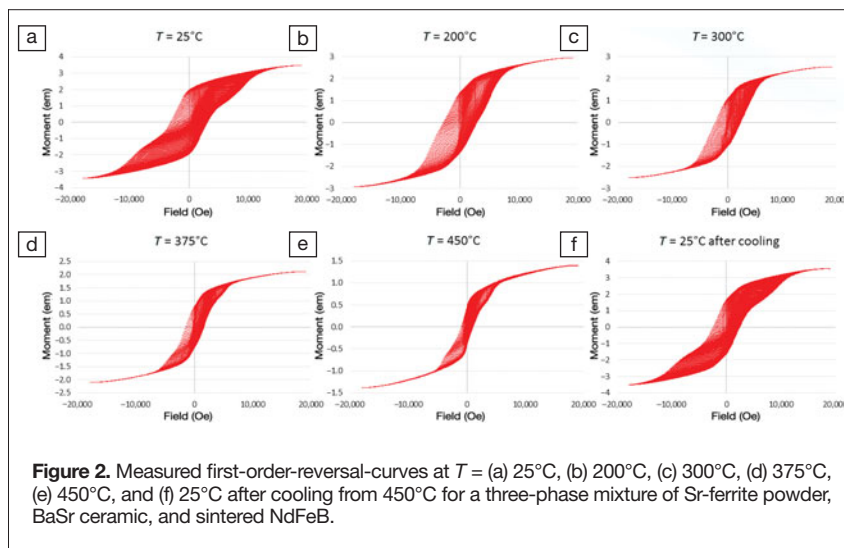 a
T = 25°C
Moment (em)
4
3
2
1
0
-1
-2
-3
-4
−20,000
−10,000
0
10,000
20,000
Field (Oe)
b
T = 200°C
Moment (em)
3
2
1
0
-1
-2
-3
−20,000
−10,000
0
10,000
20,000
Field (Oe)
c
T = 300°C
Moment (em)
3
2
1
0
-1
-2
-3
−20,000
−10,000
0
10,000
20,000
Field (Oe)
d
T = 375°C
Moment (em)
2.5
2.0
1.5
1.0
0.5
0.0
-0.5
-1.0
-1.5
-2.0
-2.5
−20,000
−10,000
0
10,000
20,000
Field (Oe)
e
T = 450°C
Moment (em)
1.5
1.0
0.5
0.0
-0.5
-1.0
-1.5
−20,000
−10,000
0
10,000
20,000
Field (Oe)
f
T = 25°C after cooling
Moment (em)
4
3
2
1
0
-1
-2
-3
-4
−20,000
−10,000
0
10,000
20,000
Field (Oe)
Figure 2. Measured first-order-reversal-curves at T = (a) 25°C, (b) 200°C, (c) 300°C, (d) 375°C,
(e) 450°C, and (f) 25°C after cooling from 450°C for a three-phase mixture of Sr-ferrite powder,
BaSr ceramic, and sintered NdFeB.